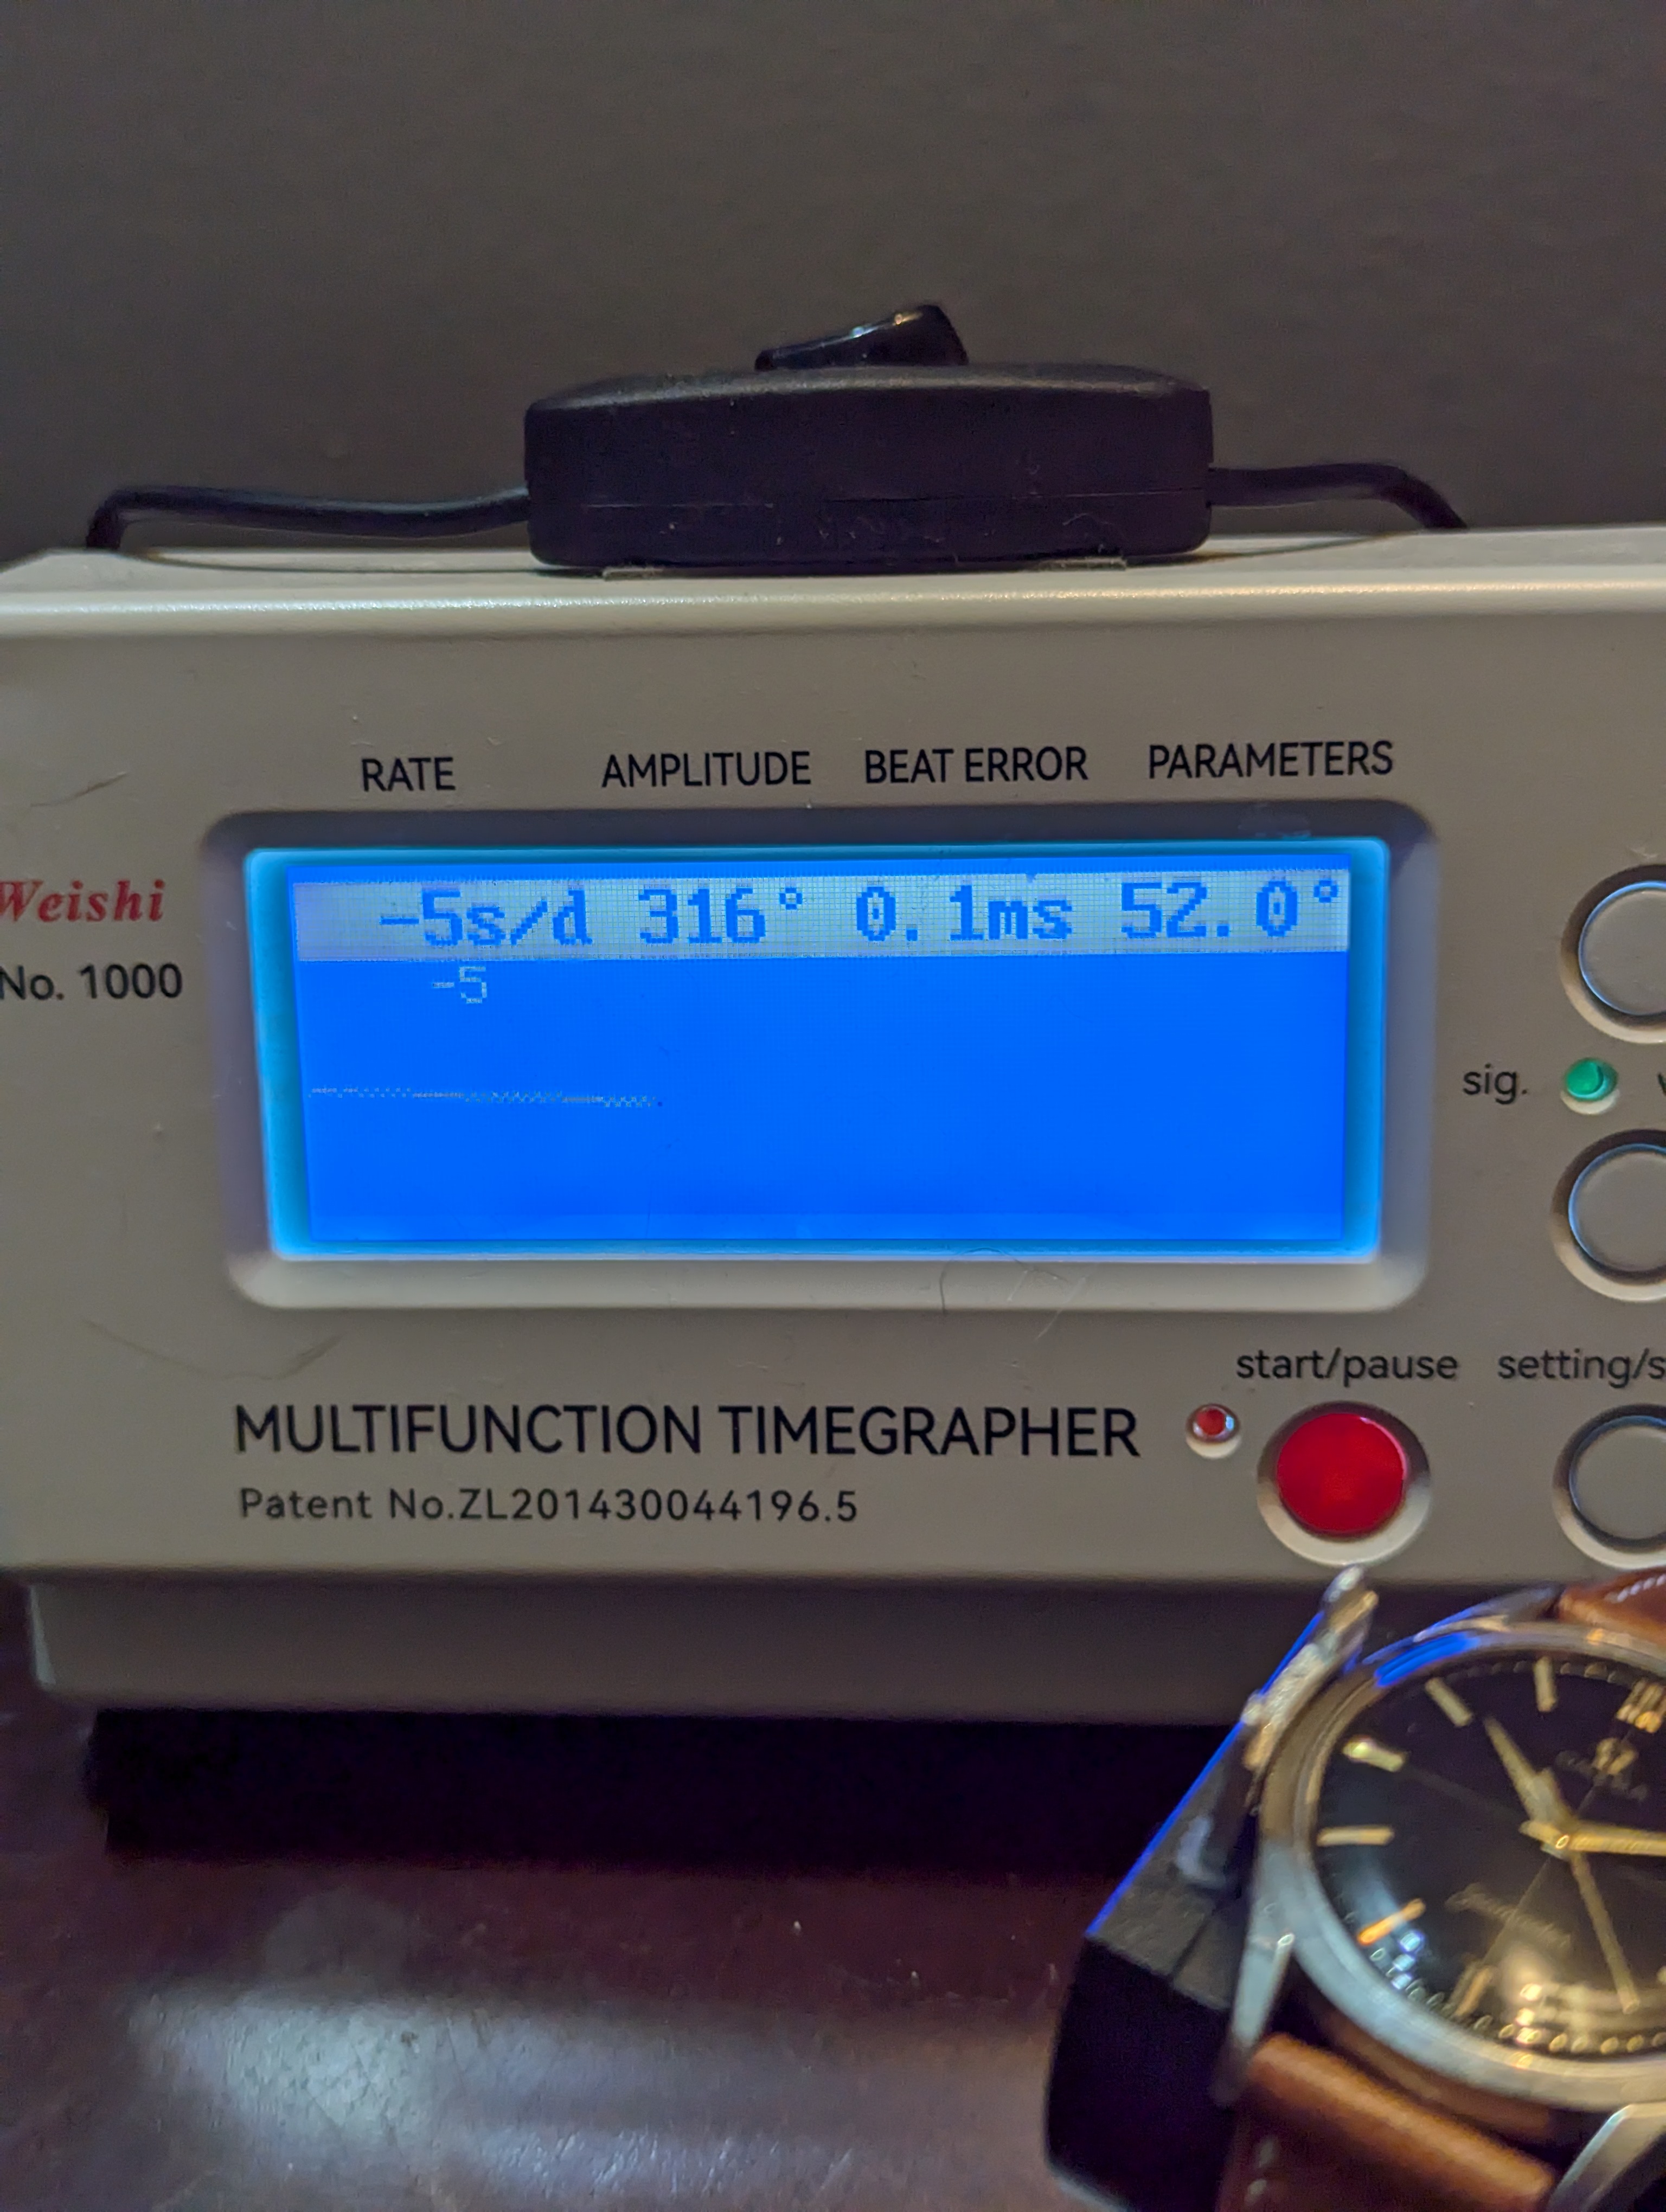 RATE AMPLITUDE BEAT ERROR PARAMETERS
-5s/d 316° 0.1ms 52.0°
-5
Weishi
No. 1000
sig.
start/pause setting/s
MULTIFUNCTION TIMEGRAPHER
Patent No.ZL201430044196.5